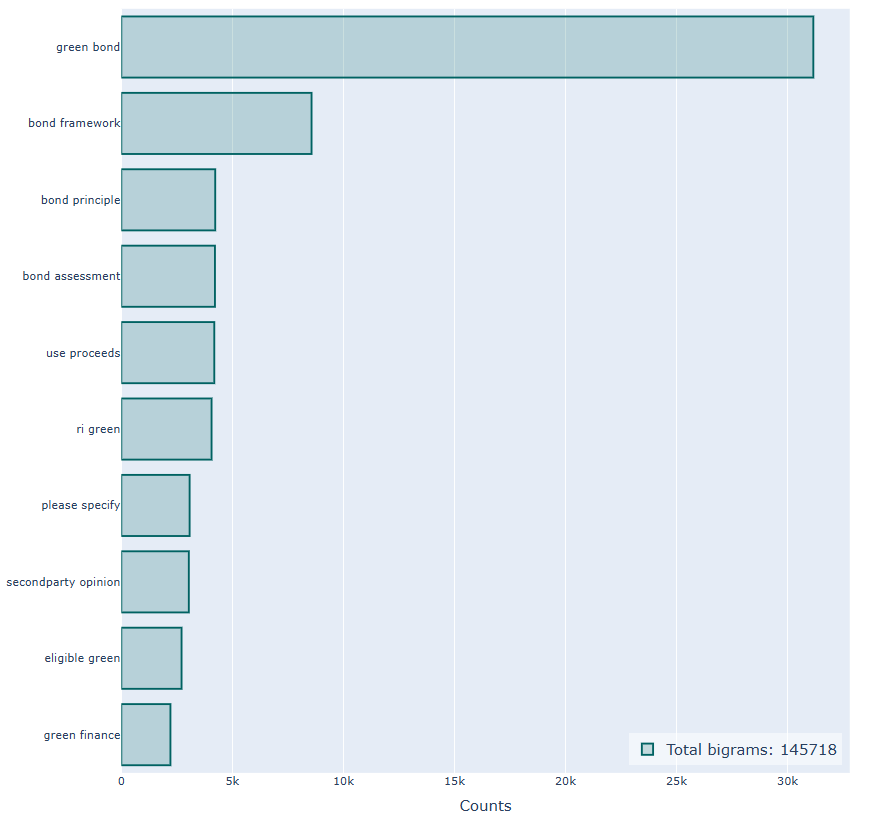 green bond
bond framework
bond principle
bond assessment
use proceeds
ri green
please specify
secondparty opinion
eligible green
green finance
Total bigrams: 145718
0 5k 10k 15k 20k 25k 30k
Counts